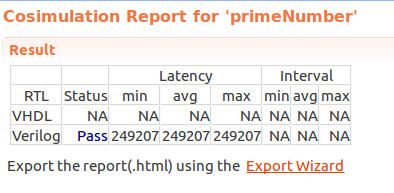 Cosimulation Report for 'primeNumber'
Result
Latency Interval
RTL Status min avg max min avg max
VHDL NA NA NA NA NA NA NA
Verilog Pass 249207 249207 249207 NA NA NA
Export the report(.html) using the Export Wizard